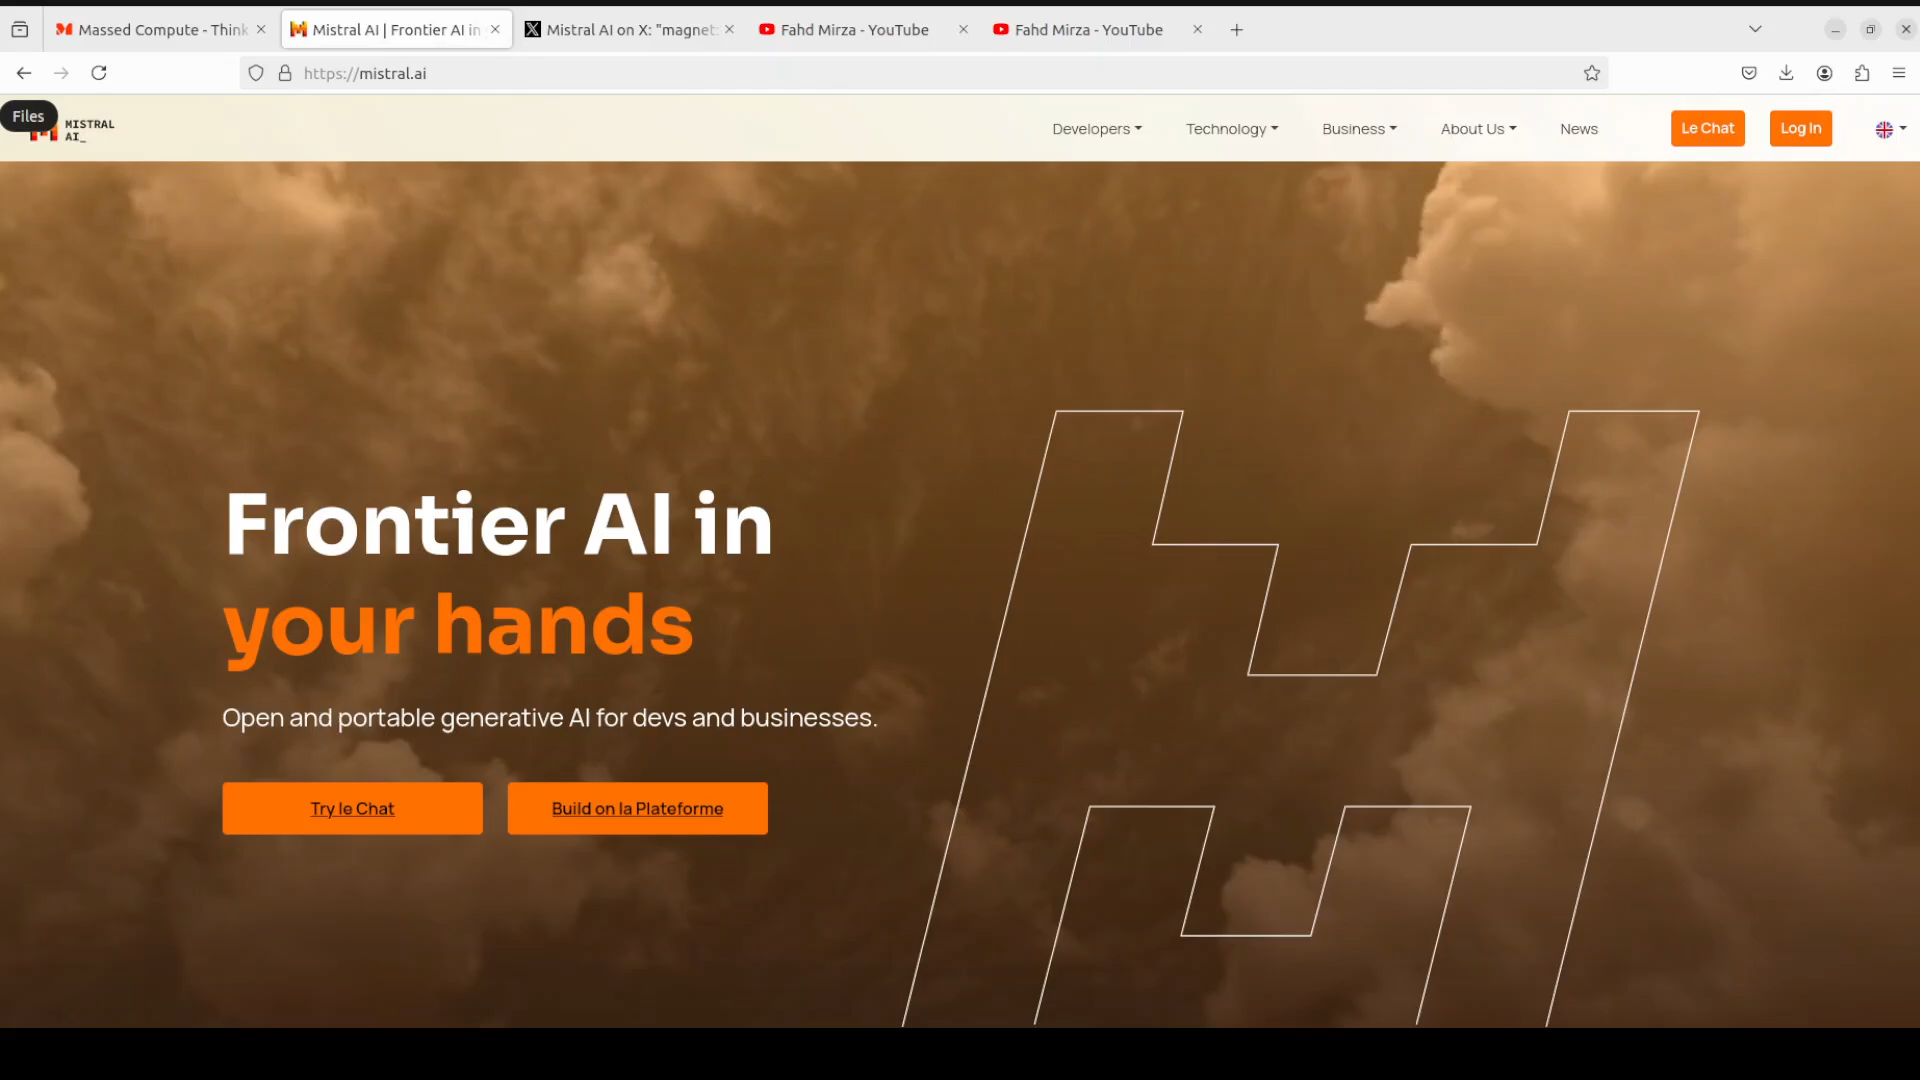 Massed Compute - Think
Mistral AI | Frontier AI in
Mistral AI on X: "magnet:
Fahd Mirza - YouTube
Fahd Mirza - YouTube
https://mistral.ai
Files
MISTRAL
AI_
Developers
Technology
Business
About Us
News
Le Chat
Log In
Frontier AI in
your hands
Open and portable generative AI for devs and businesses.
Try le Chat
Build on la Plateforme